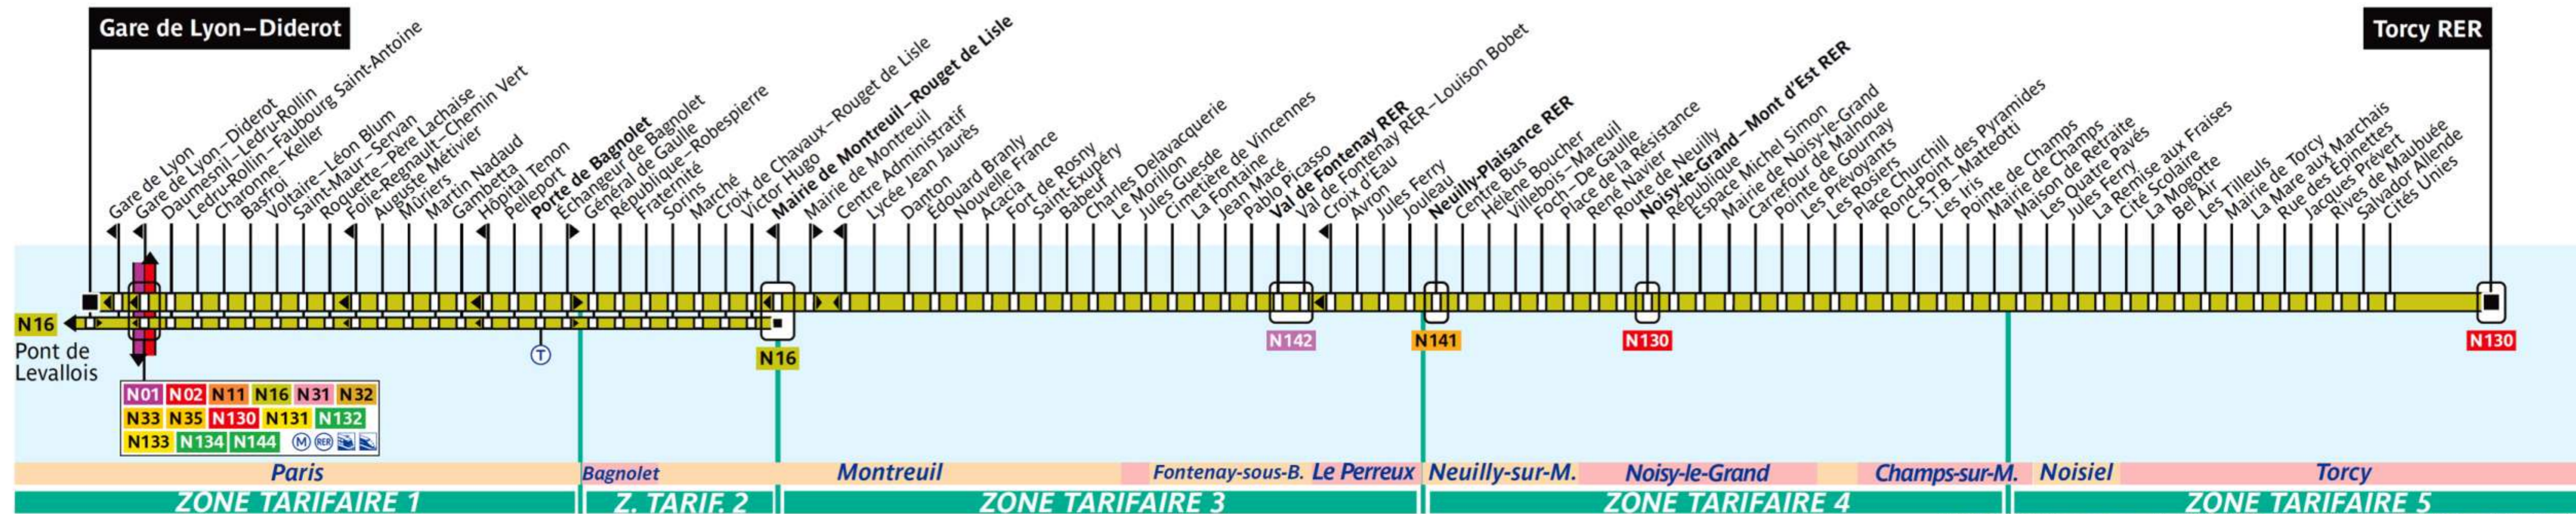 Gare de Lyon–Diderot
Torcy RER
Gare de Lyon
Gare de Lyon–Diderot
Daumesnil–Ledru-Rollin
Ledru-Rollin–Faubourg Saint-Antoine
Charonne–Keller
Basfroi
Voltaire–Léon Blum
Saint-Maur–Servan
Roquette–Père Lachaise
Folie-Regnault–Chemin Vert
Auguste Métivier
Mûriers
Martin Nadaud
Gambetta
Hôpital Tenon
Pelleport
Porte de Bagnolet
Échangeur de Bagnolet
Général de Gaulle
République–Robespierre
Fraternité
Sorins
Marché
Croix de Chavaux–Rouget de Lisle
Victor Hugo
Mairie de Montreuil–Rouget de Lisle
Mairie de Montreuil
Centre Administratif
Lycée Jean Jaurès
Danton
Édouard Branly
Nouvelle France
Acacia
Fort de Rosny
Saint-Exupéry
Babeuf
Charles Delavacquerie
Le Morillon
Jules Guesde
Cimetière de Vincennes
La Fontaine
Jean Macé
Pablo Picasso
Val de Fontenay RER
Val de Fontenay RER–Louison Bobet
Croix d'Eau
Avron
Jules Ferry
Jouleau
Neuilly-Plaisance RER
Centre Bus
Hélène Boucher
Villebois–Mareuil
Foch–De Gaulle
Place de la Résistance
René Navier
Route de Neuilly
Noisy-le-Grand–Mont d'Est RER
République
Espace Michel Simon
Mairie de Noisy-le-Grand
Carrefour de Malnoue
Pointe de Gournay
Les Prévoyants
Les Rosiers
Place Churchill
Rond-Point des Pyramides
C.S.T.B–Matteotti
Les Iris
Pointe de Champs
Mairie de Champs
Maison de Retraite
Les Quatre Pavés
Jules Ferry
La Remise aux Fraises
Cité Scolaire
La Mogotte
Bel Air
Les Tilleuls
Mairie de Torcy
La Mare aux Marchais
Rue des Epinettes
Jacques Prévert
Rives de Maubuée
Salvador Allende
Cités Unies
N16
Pont de
Levallois
T
N16
N142
N141
N130
N130
N01 N02 N11 N16 N31 N32
N33 N35 N130 N131 N132
N133 N134 N144 M RER
Paris
Bagnolet
Montreuil
Fontenay-sous-B.
Le Perreux
Neuilly-sur-M.
Noisy-le-Grand
Champs-sur-M.
Noisiel
Torcy
ZONE TARIFAIRE 1
Z. TARIF. 2
ZONE TARIFAIRE 3
ZONE TARIFAIRE 4
ZONE TARIFAIRE 5